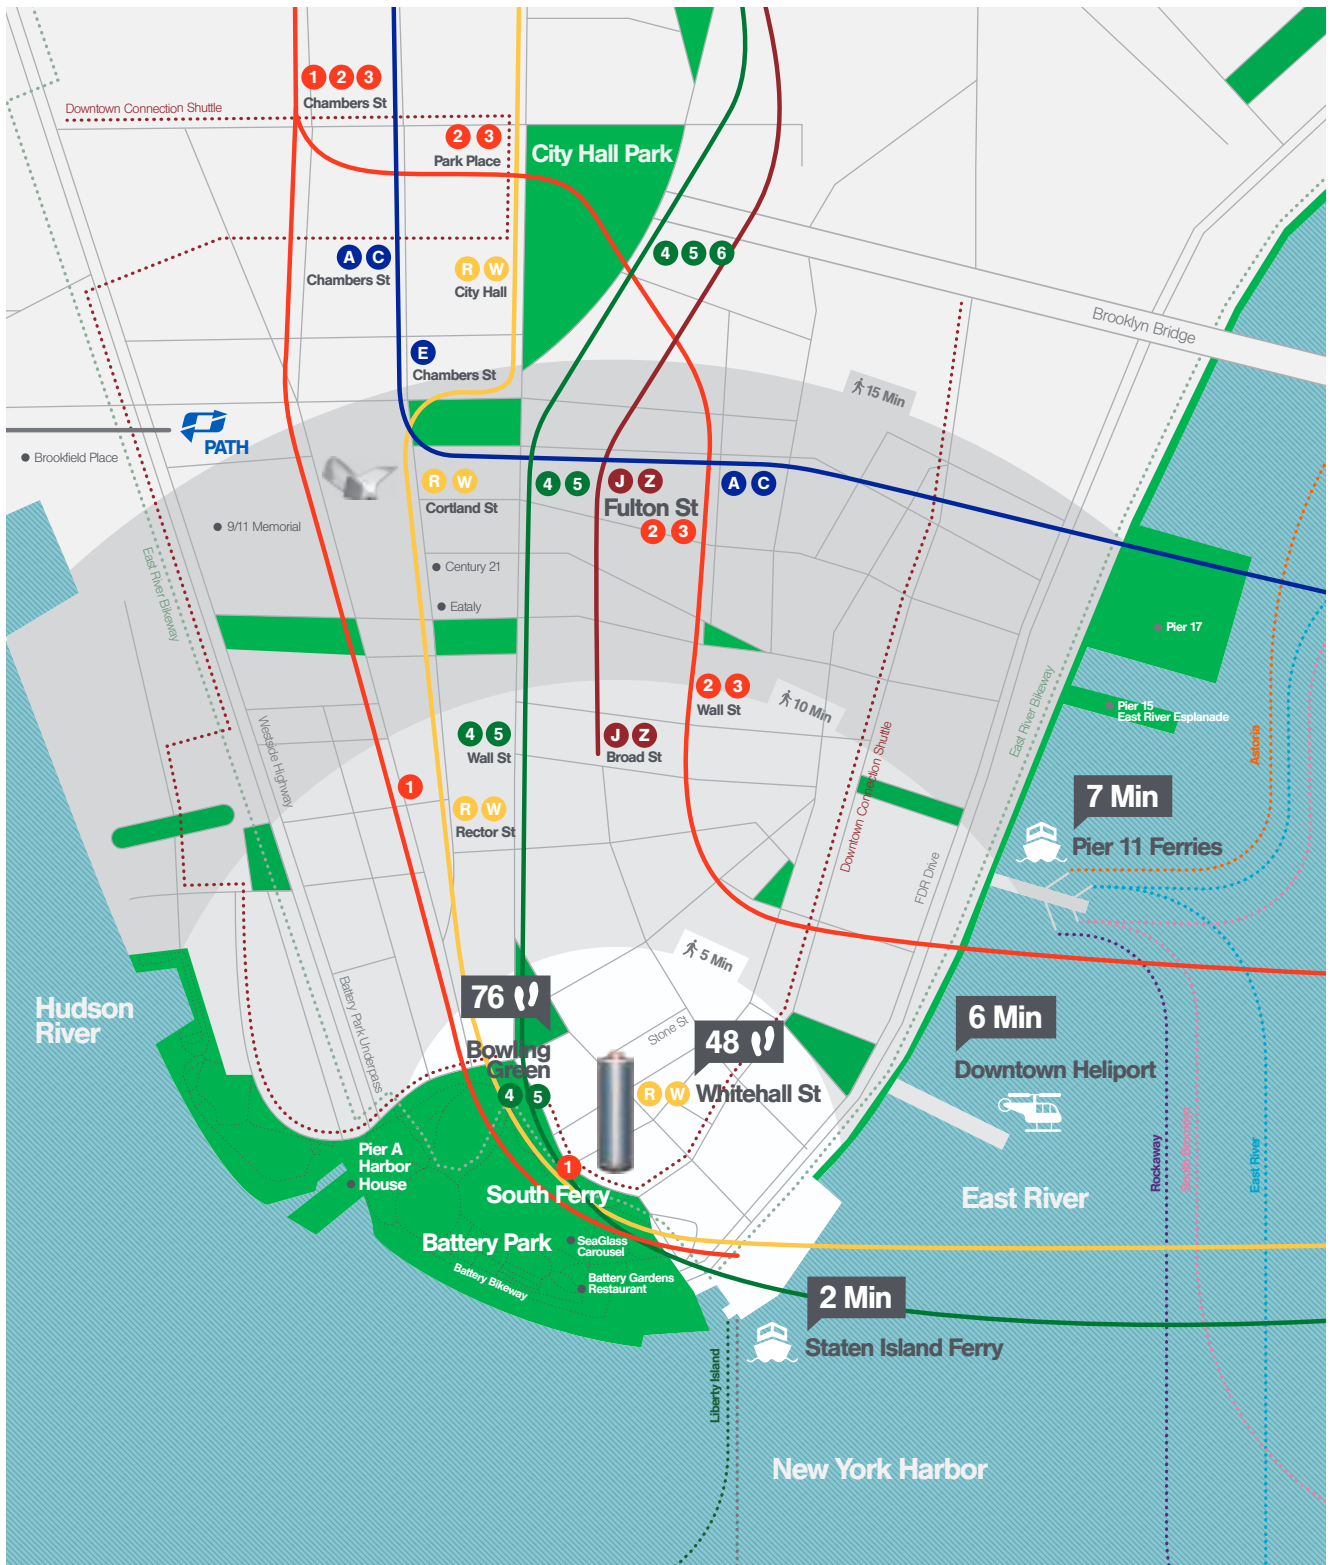 1 2 3
Chambers St
Downtown Connection Shuttle
2 3
Park Place
City Hall Park
A C
Chambers St
R W
City Hall
4 5 6
Brooklyn Bridge
E
Chambers St
15 Min
PATH
Brookfield Place
R W
Cortland St
4 5
J Z
Fulton St
2 3
A C
9/11 Memorial
Century 21
Eataly
East River Bikeway
Pier 17
2 3
Wall St
10 Min
Pier 15
East River Esplanade
East River Bikeway
Westside Highway
4 5
Wall St
J Z
Broad St
Astoria
1
R W
Rector St
Downtown Connection Shuttle
7 Min
Pier 11 Ferries
FDR Drive
5 Min
Hudson
River
Battery Park Underpass
76
Bowling
Green
4 5
Stone St
48
R W
Whitehall St
6 Min
Downtown Heliport
Pier A
Harbor
House
1
South Ferry
Rockaway
South Brooklyn
East River
East River
Battery Park
SeaGlass
Carousel
Battery Gardens
Restaurant
Battery Bikeway
2 Min
Staten Island Ferry
Liberty Island
New York Harbor